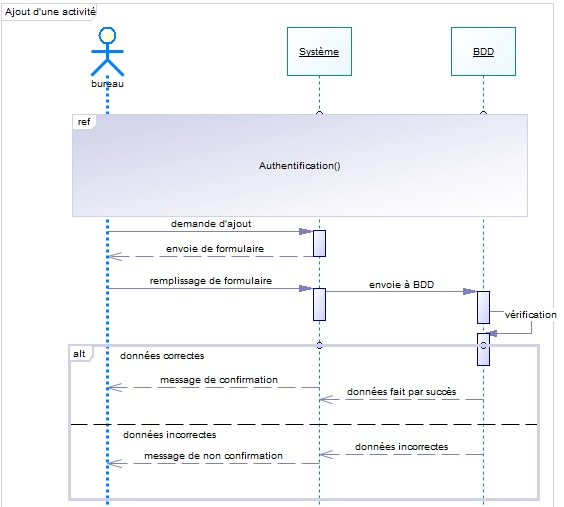 Ajout d'une activité
bureau
Système
BDD
ref
Authentification()
demande d'ajout
envoie de formulaire
remplissage de formulaire
envoie à BDD
vérification
alt
données correctes
message de confirmation
données fait par succès
données incorrectes
données incorrectes
message de non confirmation